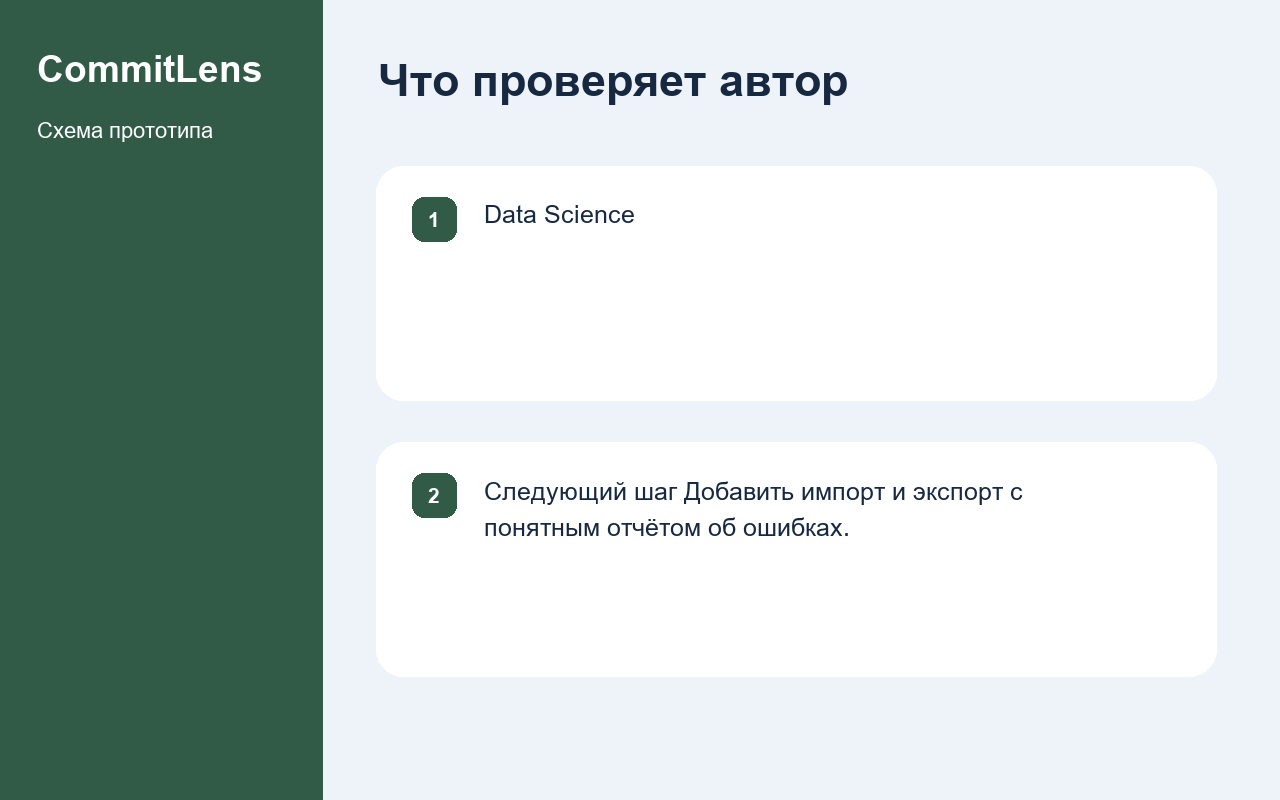 CommitLens
Схема прототипа
Что проверяет автор
1
Data Science
2
Следующий шаг Добавить импорт и экспорт с
понятным отчётом об ошибках.